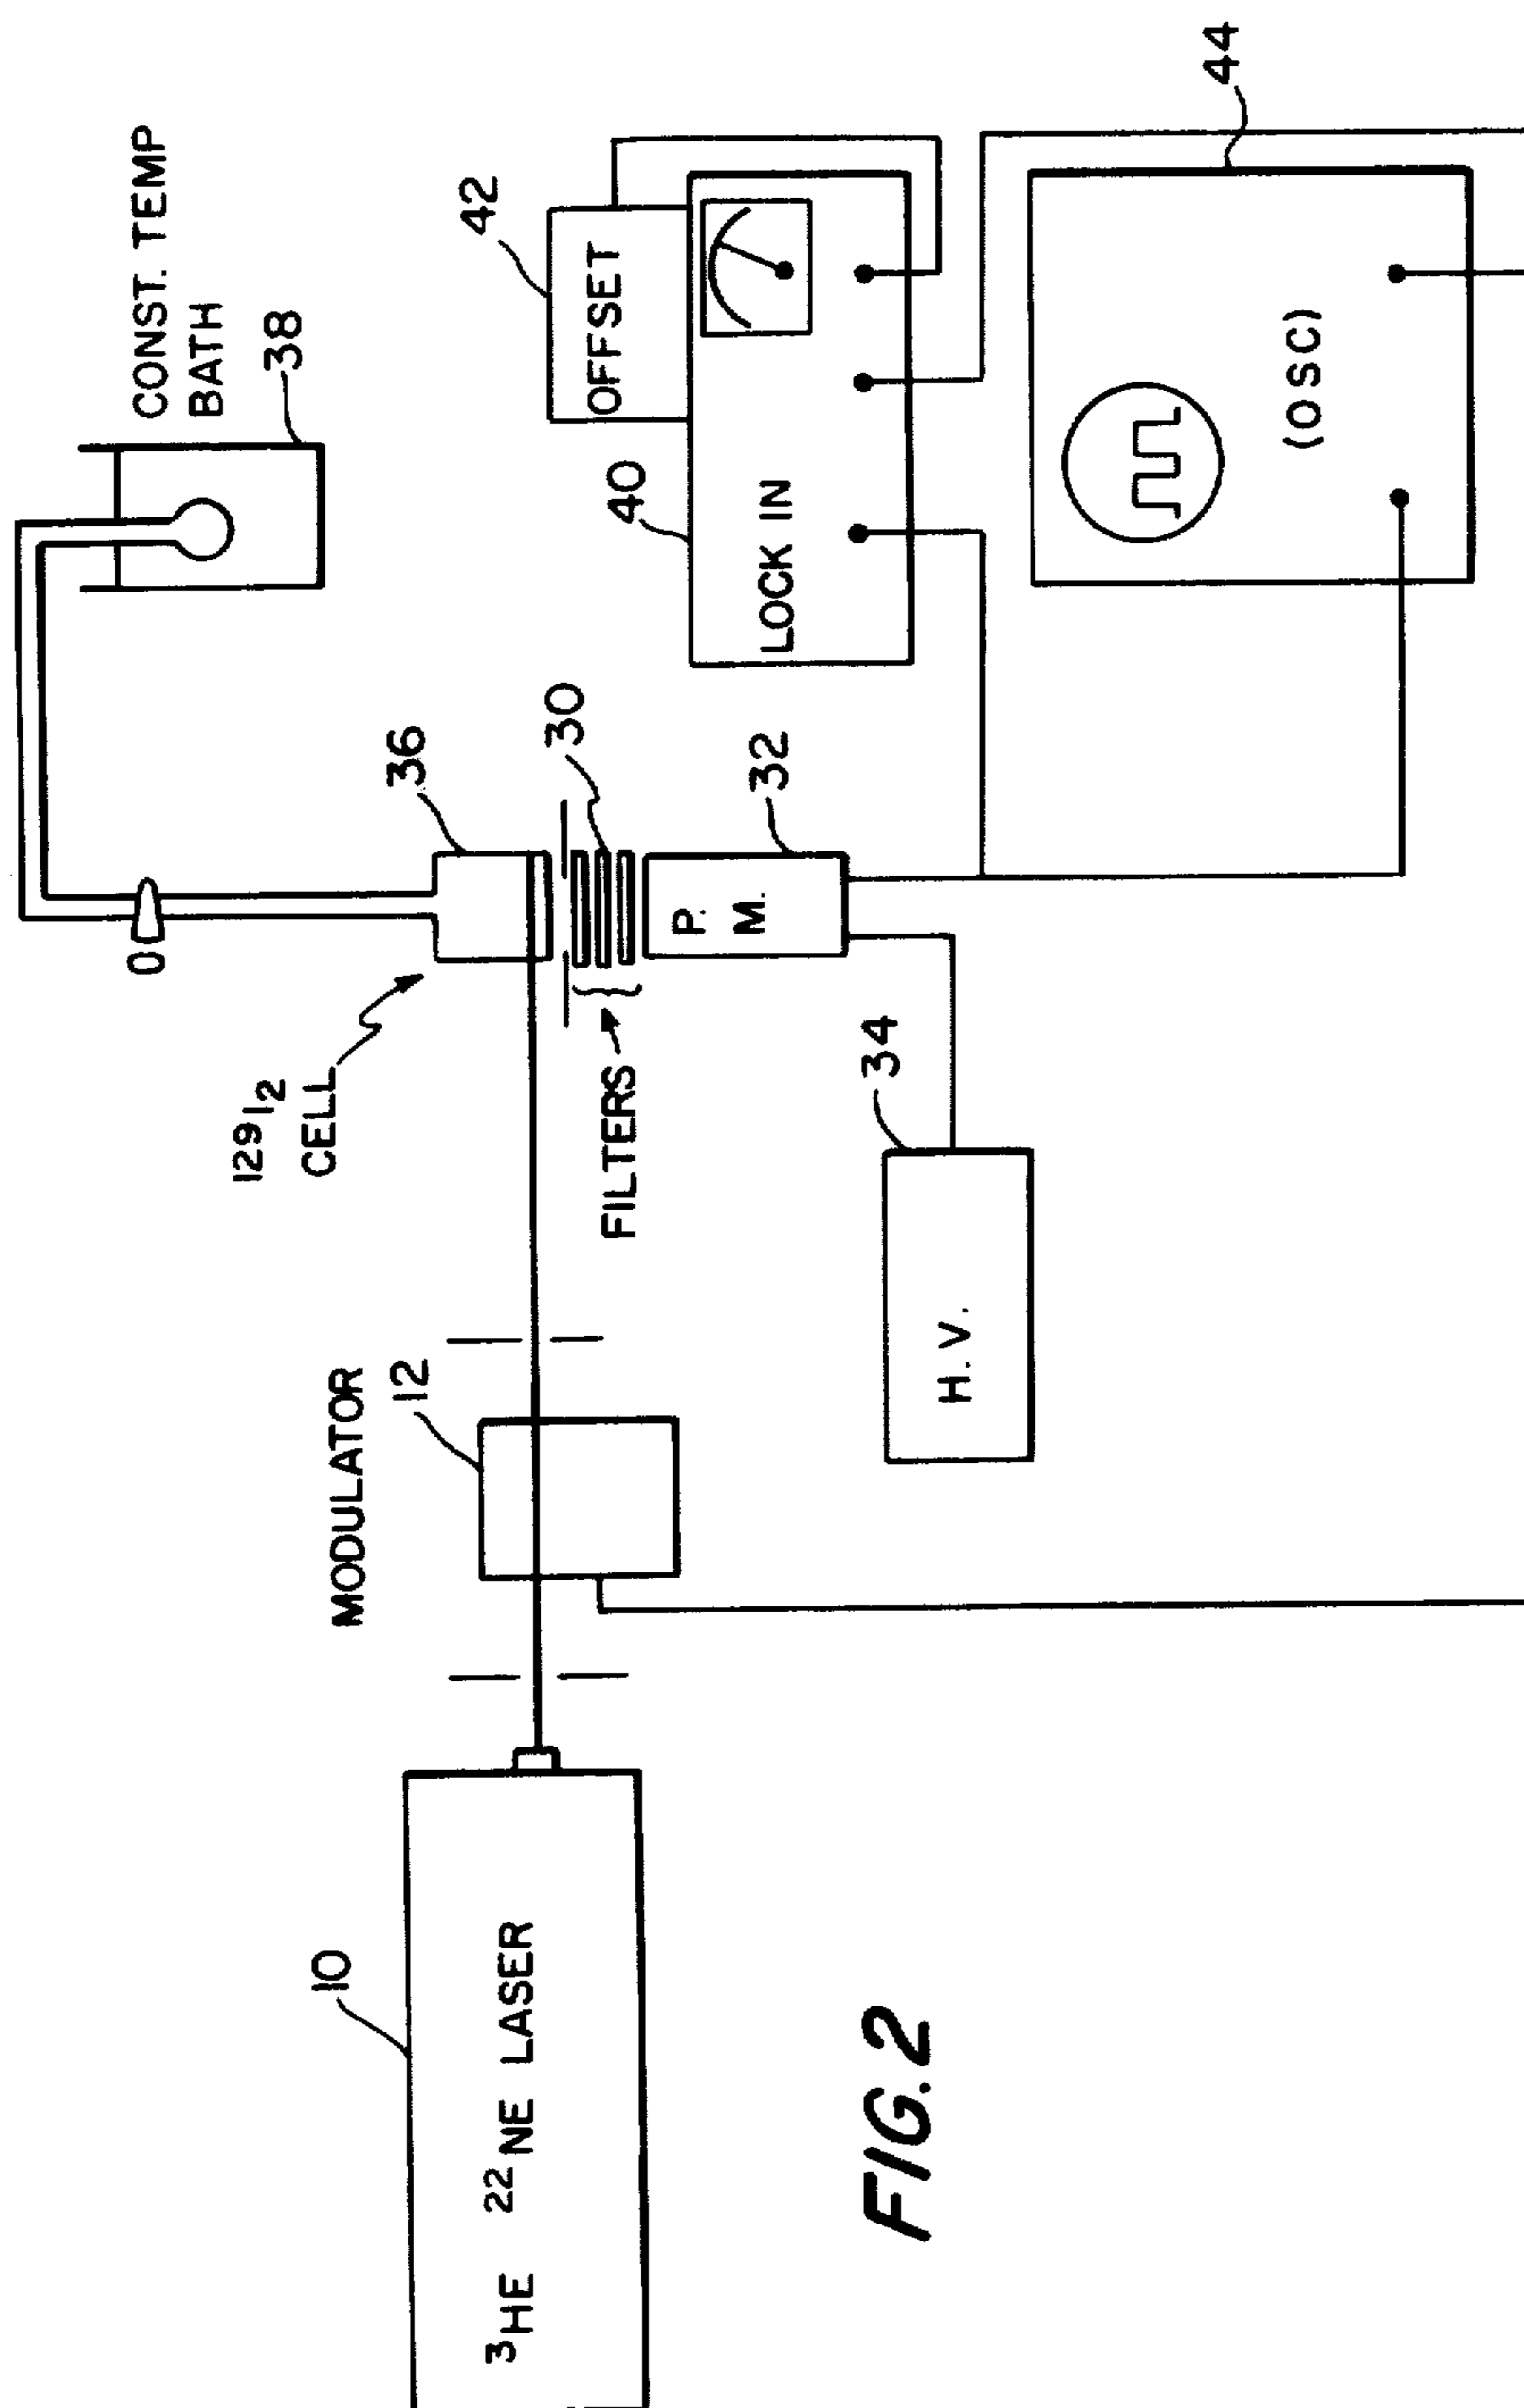 CONST. TEMP
BATH
38
42
OFFSET
40
LOCK IN
44
(OSC)
36
30
32
P.
M.
129I2
CELL
FILTERS
34
H.V.
MODULATOR
12
10
3HE 22NE LASER
FIG. 2